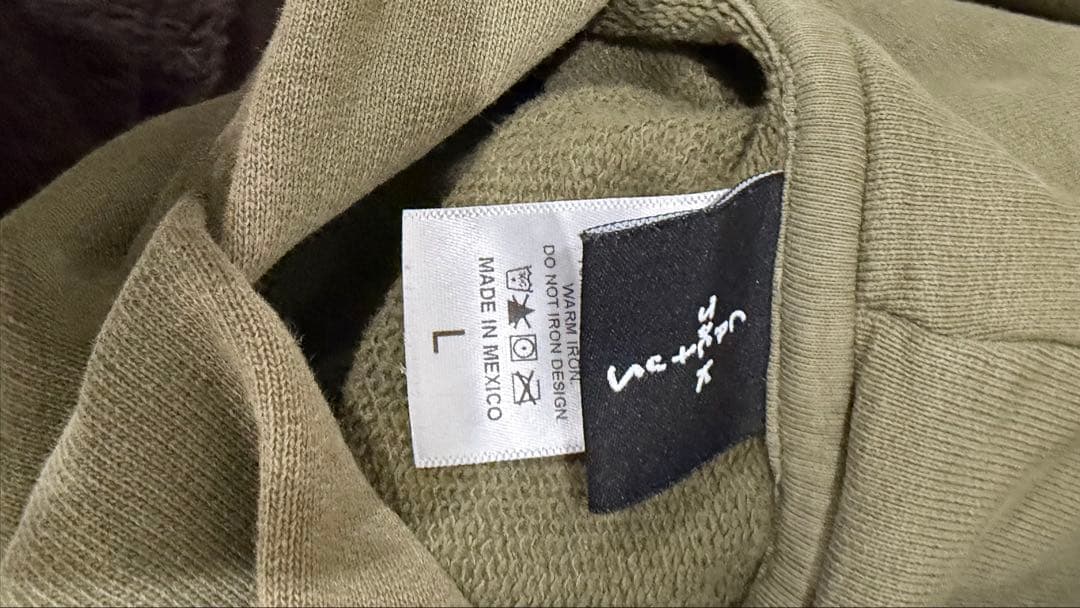 CACTUS
JACK
WARM IRON.
DO NOT IRON DESIGN
MADE IN MEXICO
L